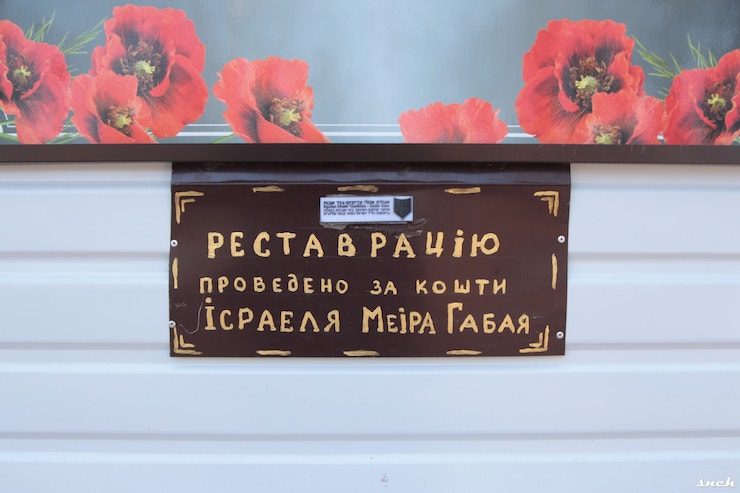 РЕСТАВРАЦІЮ
ПРОВЕДЕНО ЗА КОШТИ
ІСРАЕЛЯ МЕІРА ГАБАЯ
snch